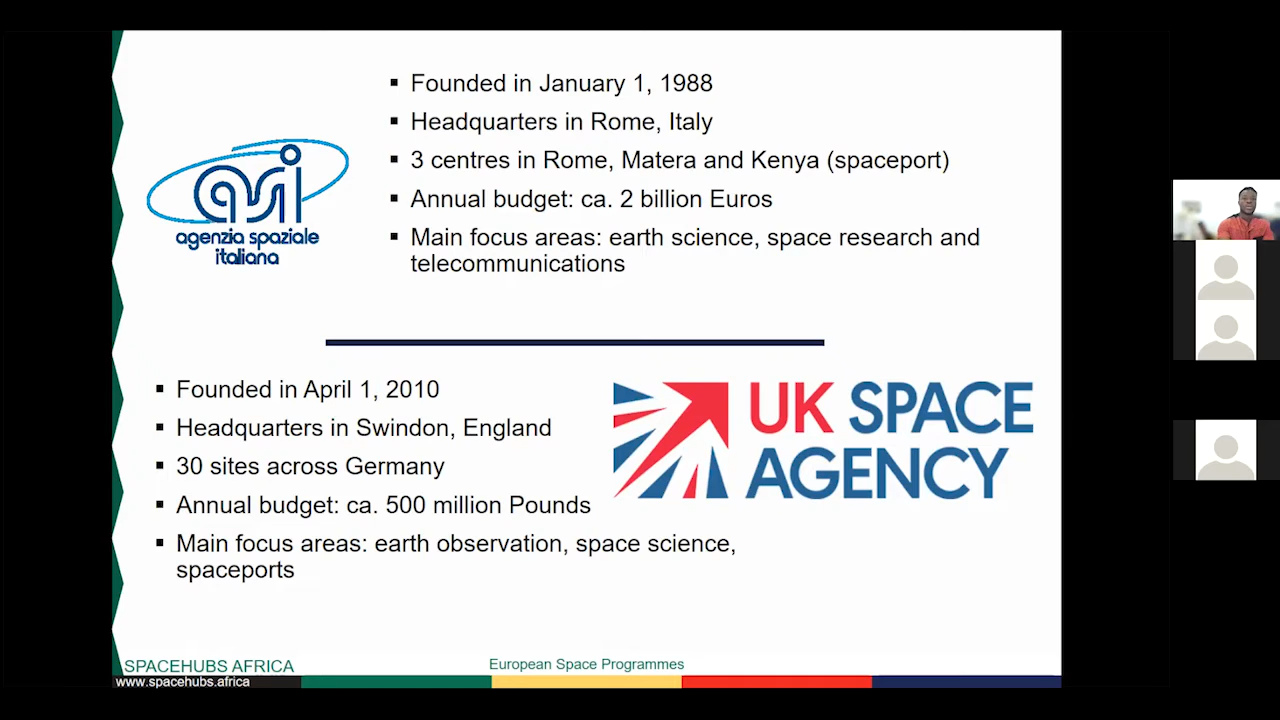 Founded in January 1, 1988
Headquarters in Rome, Italy
3 centres in Rome, Matera and Kenya (spaceport)
Annual budget: ca. 2 billion Euros
Main focus areas: earth science, space research and
telecommunications
asi
agenzia spaziale
italiana
Founded in April 1, 2010
Headquarters in Swindon, England
30 sites across Germany
Annual budget: ca. 500 million Pounds
Main focus areas: earth observation, space science,
spaceports
UK SPACE
AGENCY
SPACEHUBS AFRICA
European Space Programmes
www.spacehubs.africa